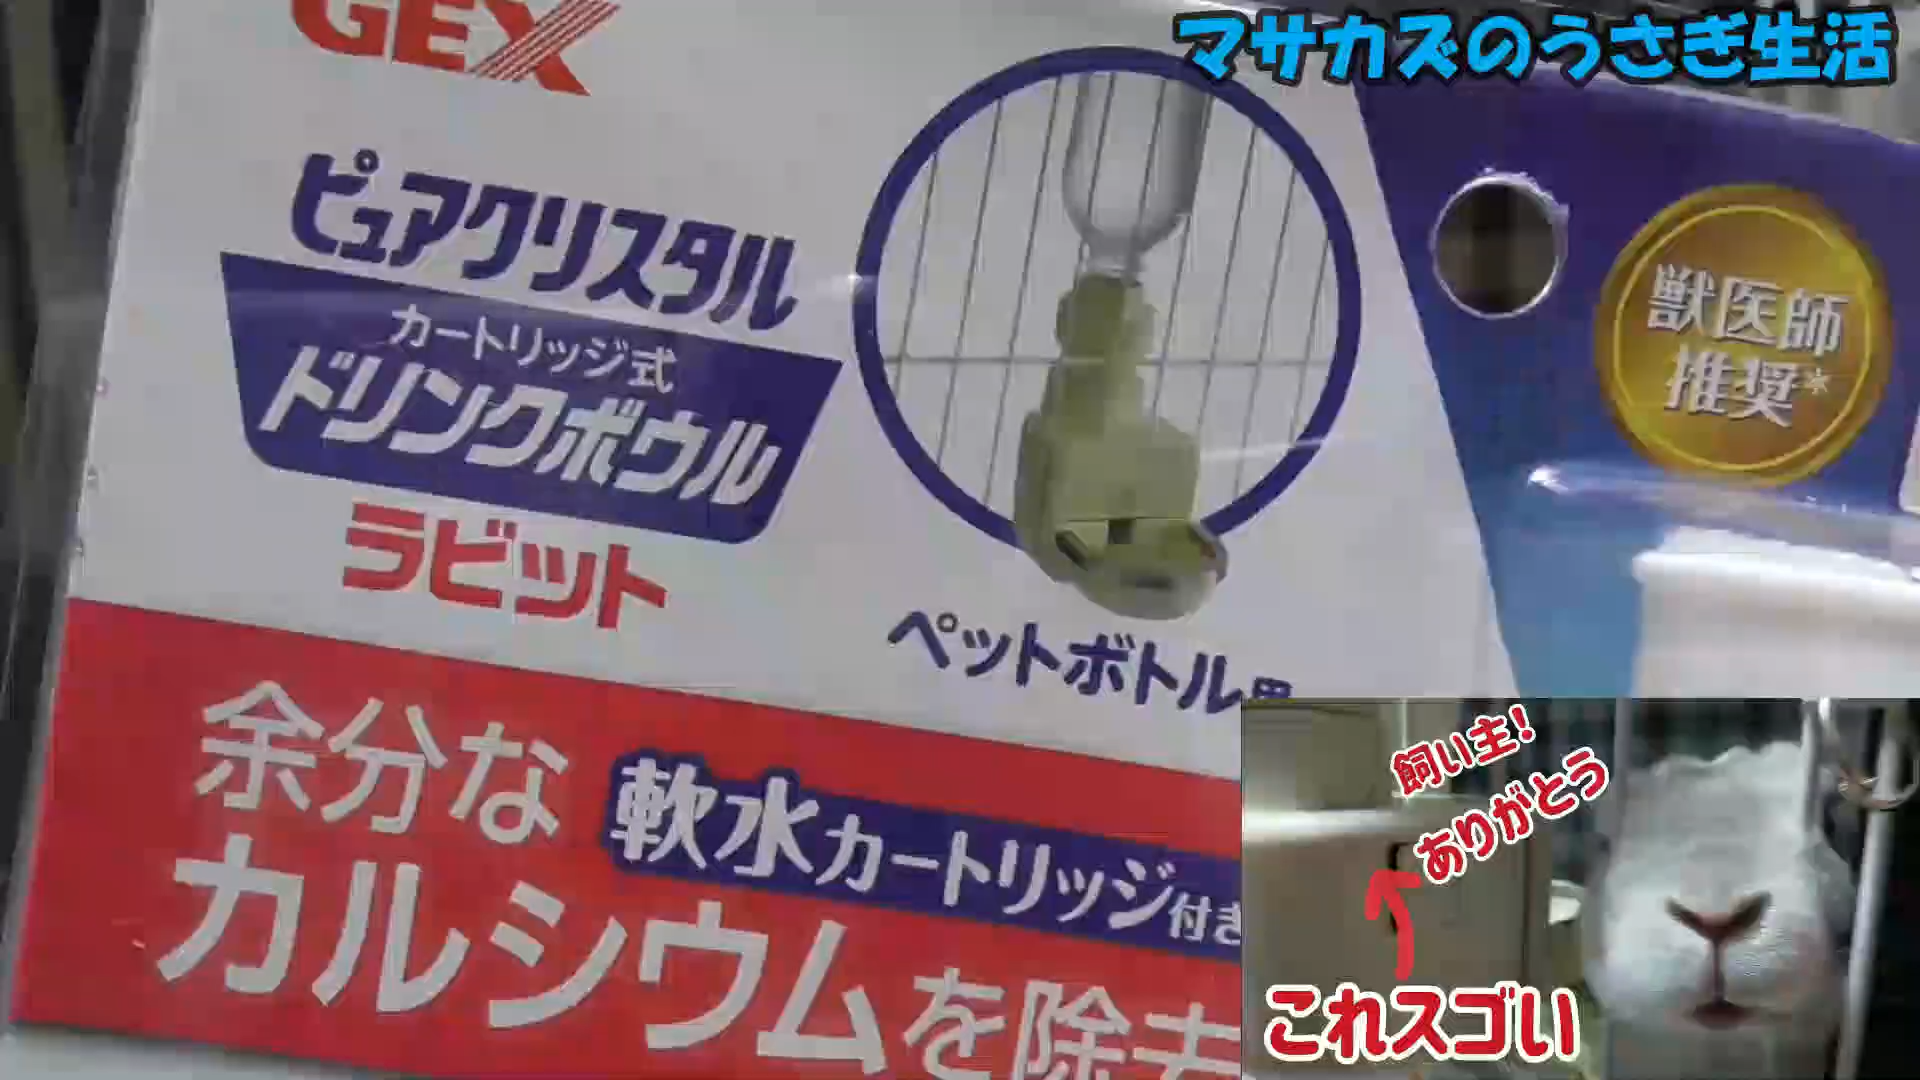 マサカズのうさぎ生活
GEX
ピュアクリスタル
カートリッジ式
ドリンクボウル
ラビット
ペットボトル用
獣医師
推奨*
余分な
軟水カートリッジ付き
カルシウムを除去
飼い主!
ありがとう
これスゴい